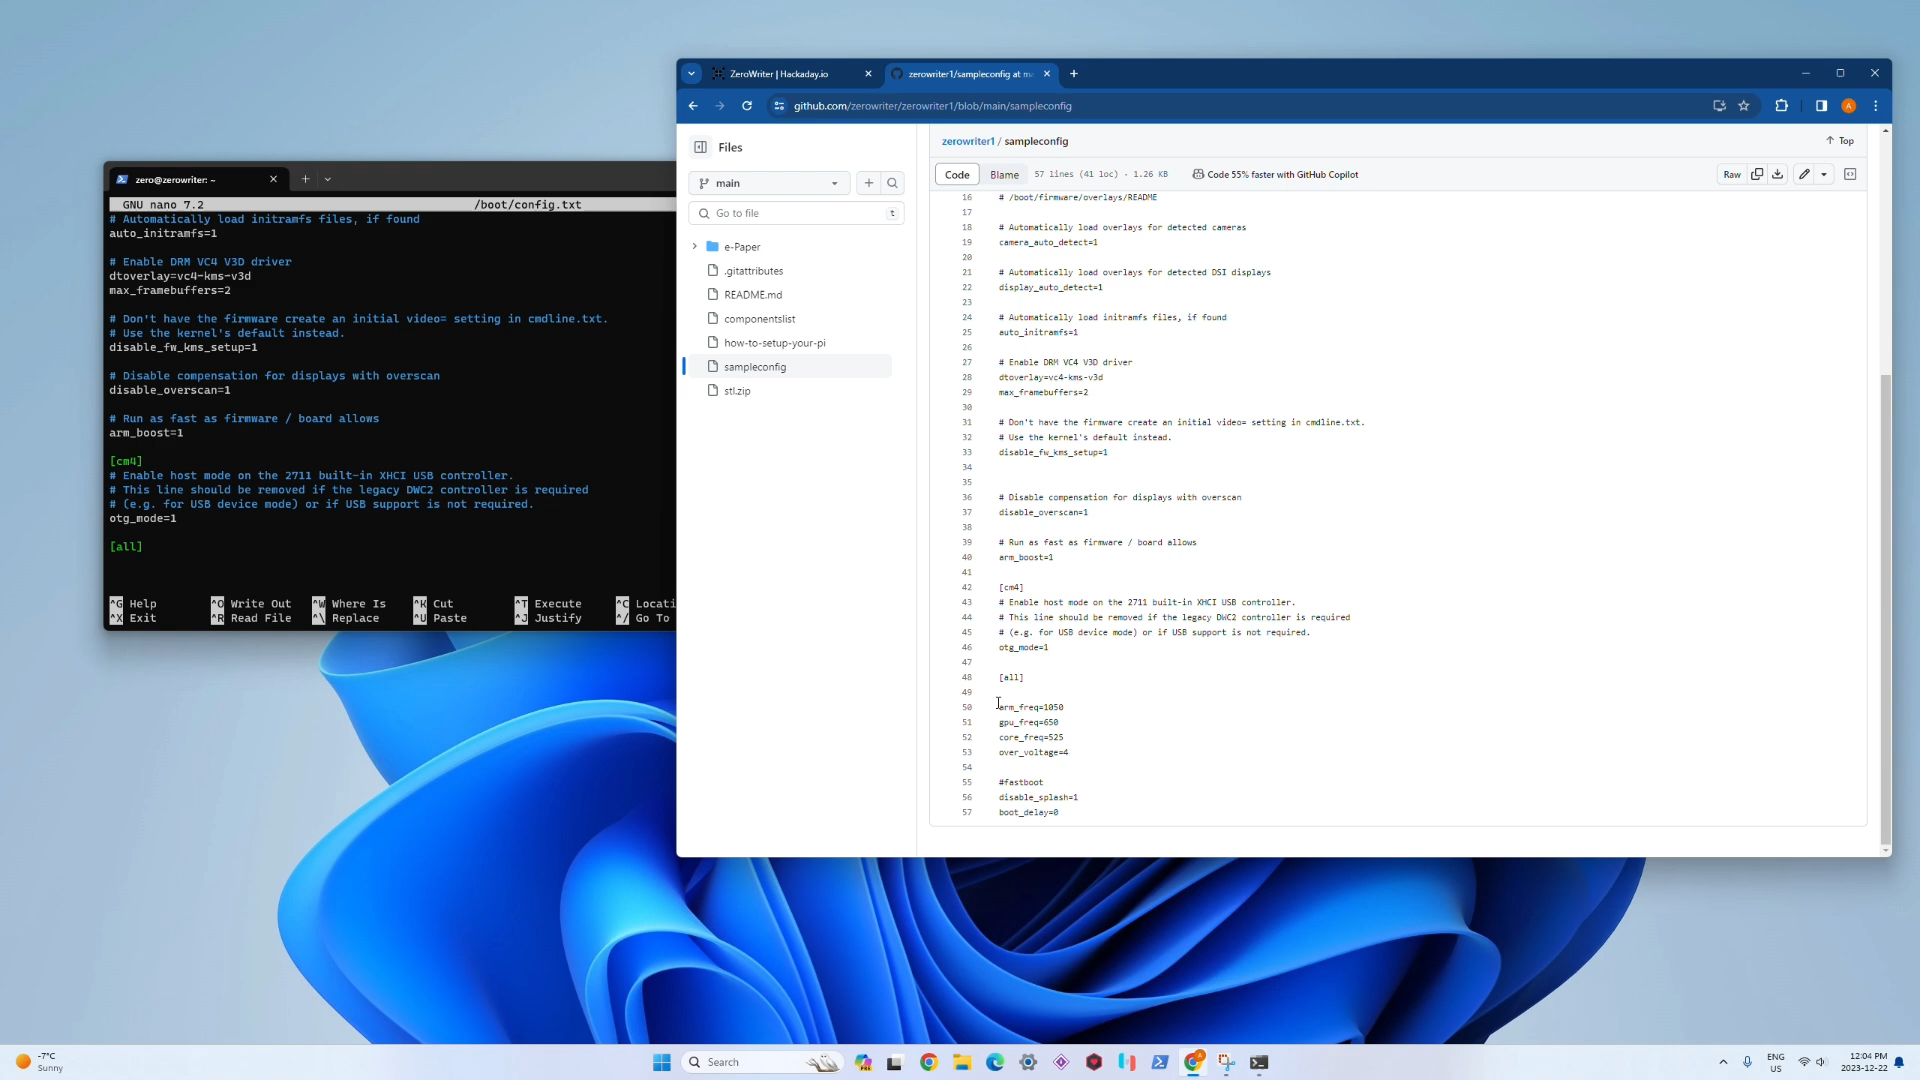 zero@zerowriter: ~
GNU nano 7.2
/boot/config.txt
# Automatically load initramfs files, if found
auto_initramfs=1
# Enable DRM VC4 V3D driver
dtoverlay=vc4-kms-v3d
max_framebuffers=2
# Don't have the firmware create an initial video= setting in cmdline.txt.
# Use the kernel's default instead.
disable_fw_kms_setup=1
# Disable compensation for displays with overscan
disable_overscan=1
# Run as fast as firmware / board allows
arm_boost=1
[cm4]
# Enable host mode on the 2711 built-in XHCI USB controller.
# This line should be removed if the legacy DWC2 controller is required
# (e.g. for USB device mode) or if USB support is not required.
otg_mode=1
[all]
^G Help ^O Write Out ^W Where Is ^K Cut ^T Execute ^C Locati
^X Exit ^R Read File ^\ Replace ^U Paste ^J Justify ^/ Go To
ZeroWriter | Hackaday.io
zerowriter1/sampleconfig at m
github.com/zerowriter/zerowriter1/blob/main/sampleconfig
A
Files
main
Go to file
t
e-Paper
.gitattributes
README.md
componentslist
how-to-setup-your-pi
sampleconfig
stl.zip
zerowriter1 / sampleconfig
Top
Code Blame 57 lines (41 loc) · 1.26 KB Code 55% faster with GitHub Copilot
Raw
16 # /boot/firmware/overlays/README
17
18 # Automatically load overlays for detected cameras
19 camera_auto_detect=1
20
21 # Automatically load overlays for detected DSI displays
22 display_auto_detect=1
23
24 # Automatically load initramfs files, if found
25 auto_initramfs=1
26
27 # Enable DRM VC4 V3D driver
28 dtoverlay=vc4-kms-v3d
29 max_framebuffers=2
30
31 # Don't have the firmware create an initial video= setting in cmdline.txt.
32 # Use the kernel's default instead.
33 disable_fw_kms_setup=1
34
35
36 # Disable compensation for displays with overscan
37 disable_overscan=1
38
39 # Run as fast as firmware / board allows
40 arm_boost=1
41
42 [cm4]
43 # Enable host mode on the 2711 built-in XHCI USB controller.
44 # This line should be removed if the legacy DWC2 controller is required
45 # (e.g. for USB device mode) or if USB support is not required.
46 otg_mode=1
47
48 [all]
49
50 arm_freq=1050
51 gpu_freq=650
52 core_freq=525
53 over_voltage=4
54
55 #fastboot
56 disable_splash=1
57 boot_delay=0
-7°C
Sunny
Search
ENG
US
12:04 PM
2023-12-22